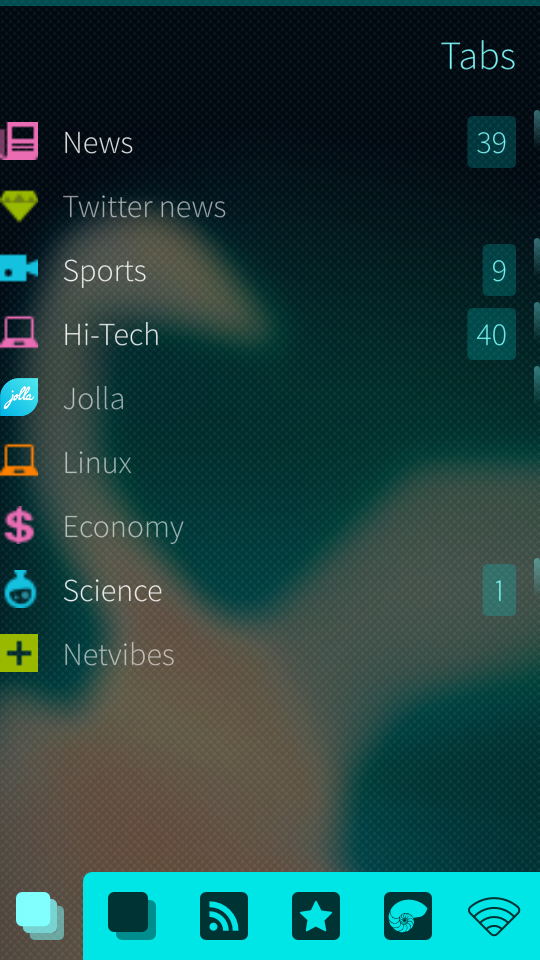 Tabs
News 39
Twitter news
Sports 9
Hi-Tech 40
jolla Jolla
Linux
$ Economy
Science 1
Netvibes